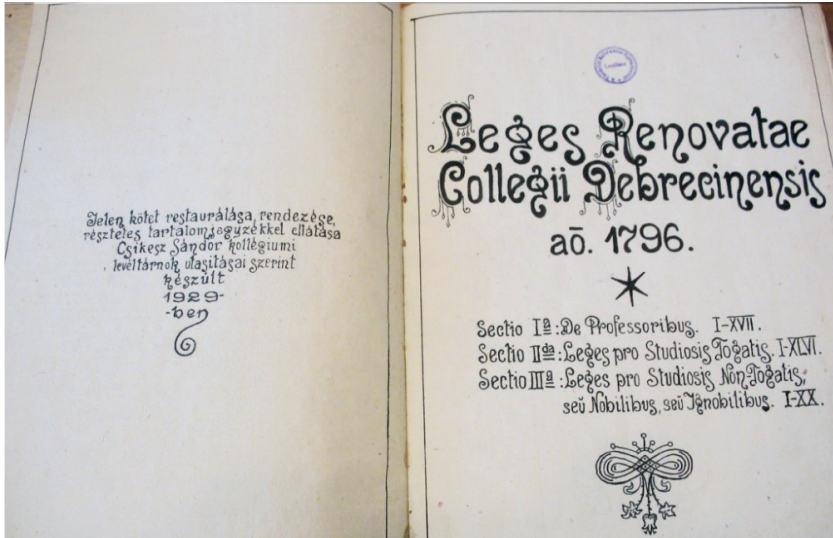 Jelen kötet restaurálása, rendezése,
részletes tartalomjegyzékkel ellátása
Csikesz Sándor kollégiumi
levéltárnok utasításai szerint
készült
1929-
-ben
Leges Renovatae
Collegii Debrecinensis
aō. 1796.
Sectio Iª: De Professoribus. I-XVII.
Sectio IIda: Leges pro Studiosis Togatis. I-XLVI.
Sectio IIIª: Leges pro Studiosis Non-Togatis,
seŭ Nobilibus, seŭ Ignobilibus. I-XX.